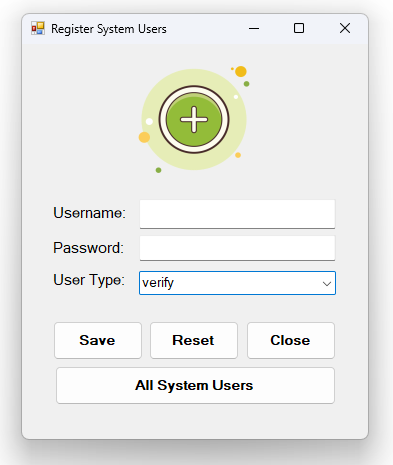 Register System Users
Username:
Password:
User Type: verify
Save Reset Close
All System Users